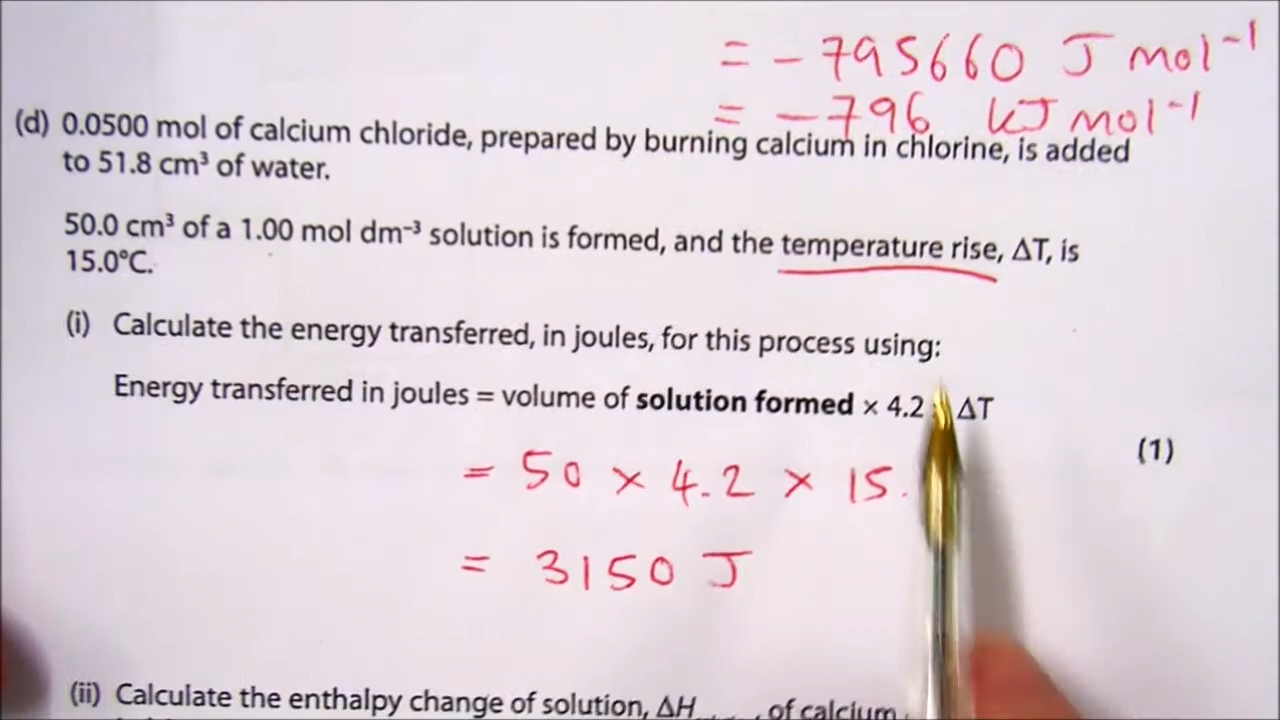 = -795660 J mol⁻¹
= -796 kJ mol⁻¹
(d) 0.0500 mol of calcium chloride, prepared by burning calcium in chlorine, is added
to 51.8 cm³ of water.
50.0 cm³ of a 1.00 mol dm⁻³ solution is formed, and the temperature rise, ΔT, is
15.0°C.
(i) Calculate the energy transferred, in joules, for this process using:
Energy transferred in joules = volume of solution formed × 4.2 ΔT
(1)
= 50 × 4.2 × 15.
= 3150 J
(ii) Calculate the enthalpy change of solution, ΔH , of calcium